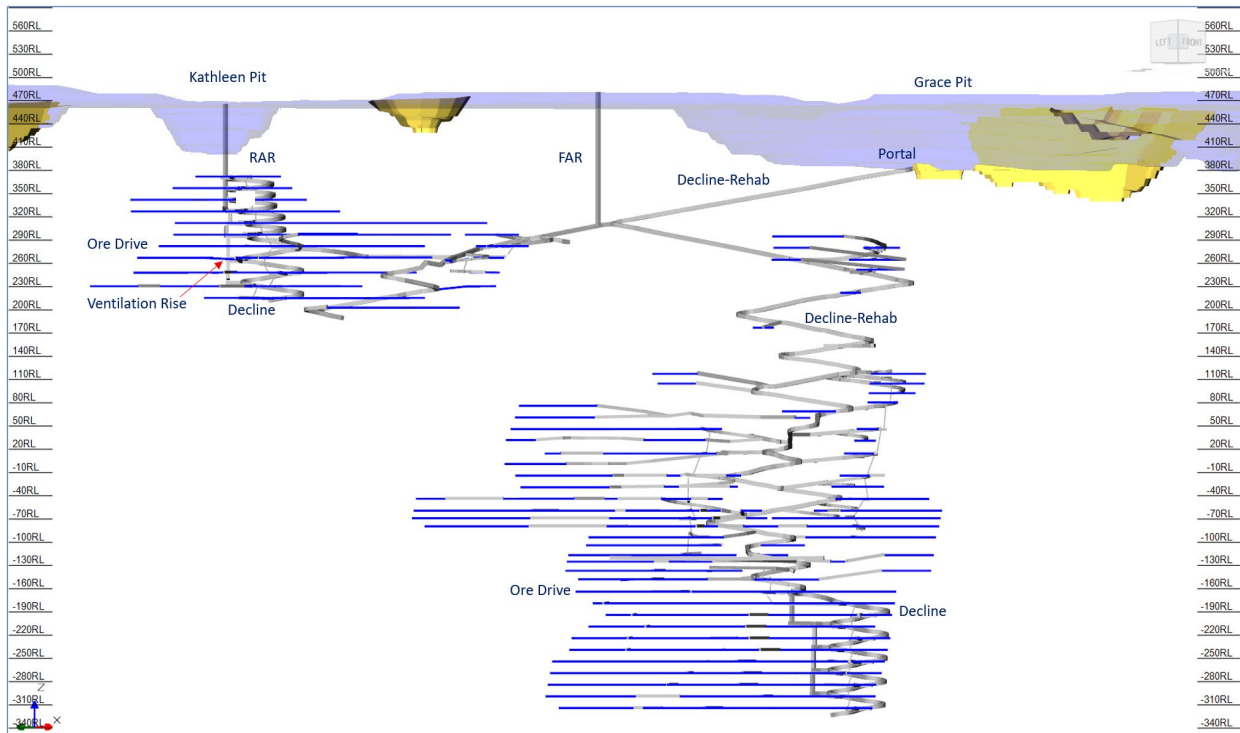 560RL
560RL
530RL
530RL
LEFT
FRONT
500RL
500RL
Kathleen Pit
Grace Pit
470RL
470RL
440RL
440RL
410RL
410RL
RAR
FAR
Portal
380RL
380RL
Decline-Rehab
350RL
350RL
320RL
320RL
290RL
290RL
Ore Drive
260RL
260RL
230RL
230RL
Ventilation Rise
Decline
200RL
200RL
Decline-Rehab
170RL
170RL
140RL
140RL
110RL
110RL
80RL
80RL
50RL
50RL
20RL
20RL
-10RL
-10RL
-40RL
-40RL
-70RL
-70RL
-100RL
-100RL
-130RL
-130RL
-160RL
-160RL
Ore Drive
Decline
-190RL
-190RL
-220RL
-220RL
-250RL
-250RL
-280RL
-280RL
Z
-310RL
-310RL
X
-340RL
-340RL